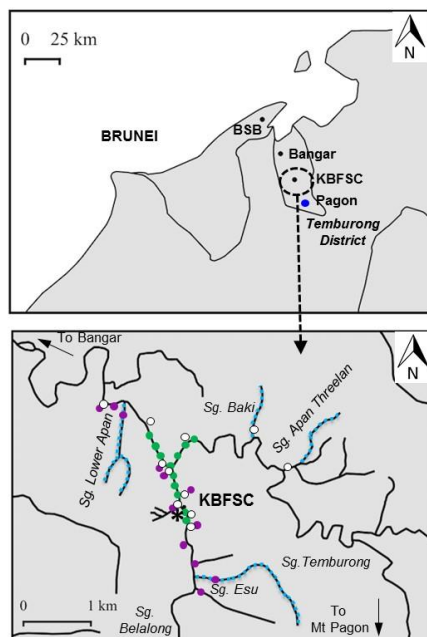 0 25 km
N
BSB
BRUNEI
Bangar
KBFSC
Pagon
Temburong
District
To Bangar
N
Sg. Baki
Sg. Apan Threelan
Sg. Lower Apan
KBFSC
*
Sg.Temburong
Sg. Esu
0 1 km
Sg.
Belalong
To
Mt Pagon